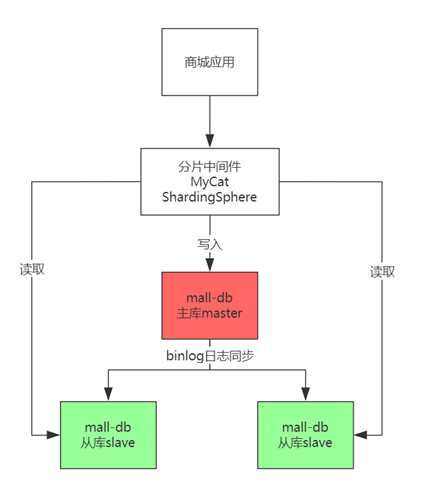 商城应用
分片中间件
MyCat
ShardingSphere
写入
读取
读取
mall-db
主库master
binlog日志同步
mall-db
从库slave
mall-db
从库slave